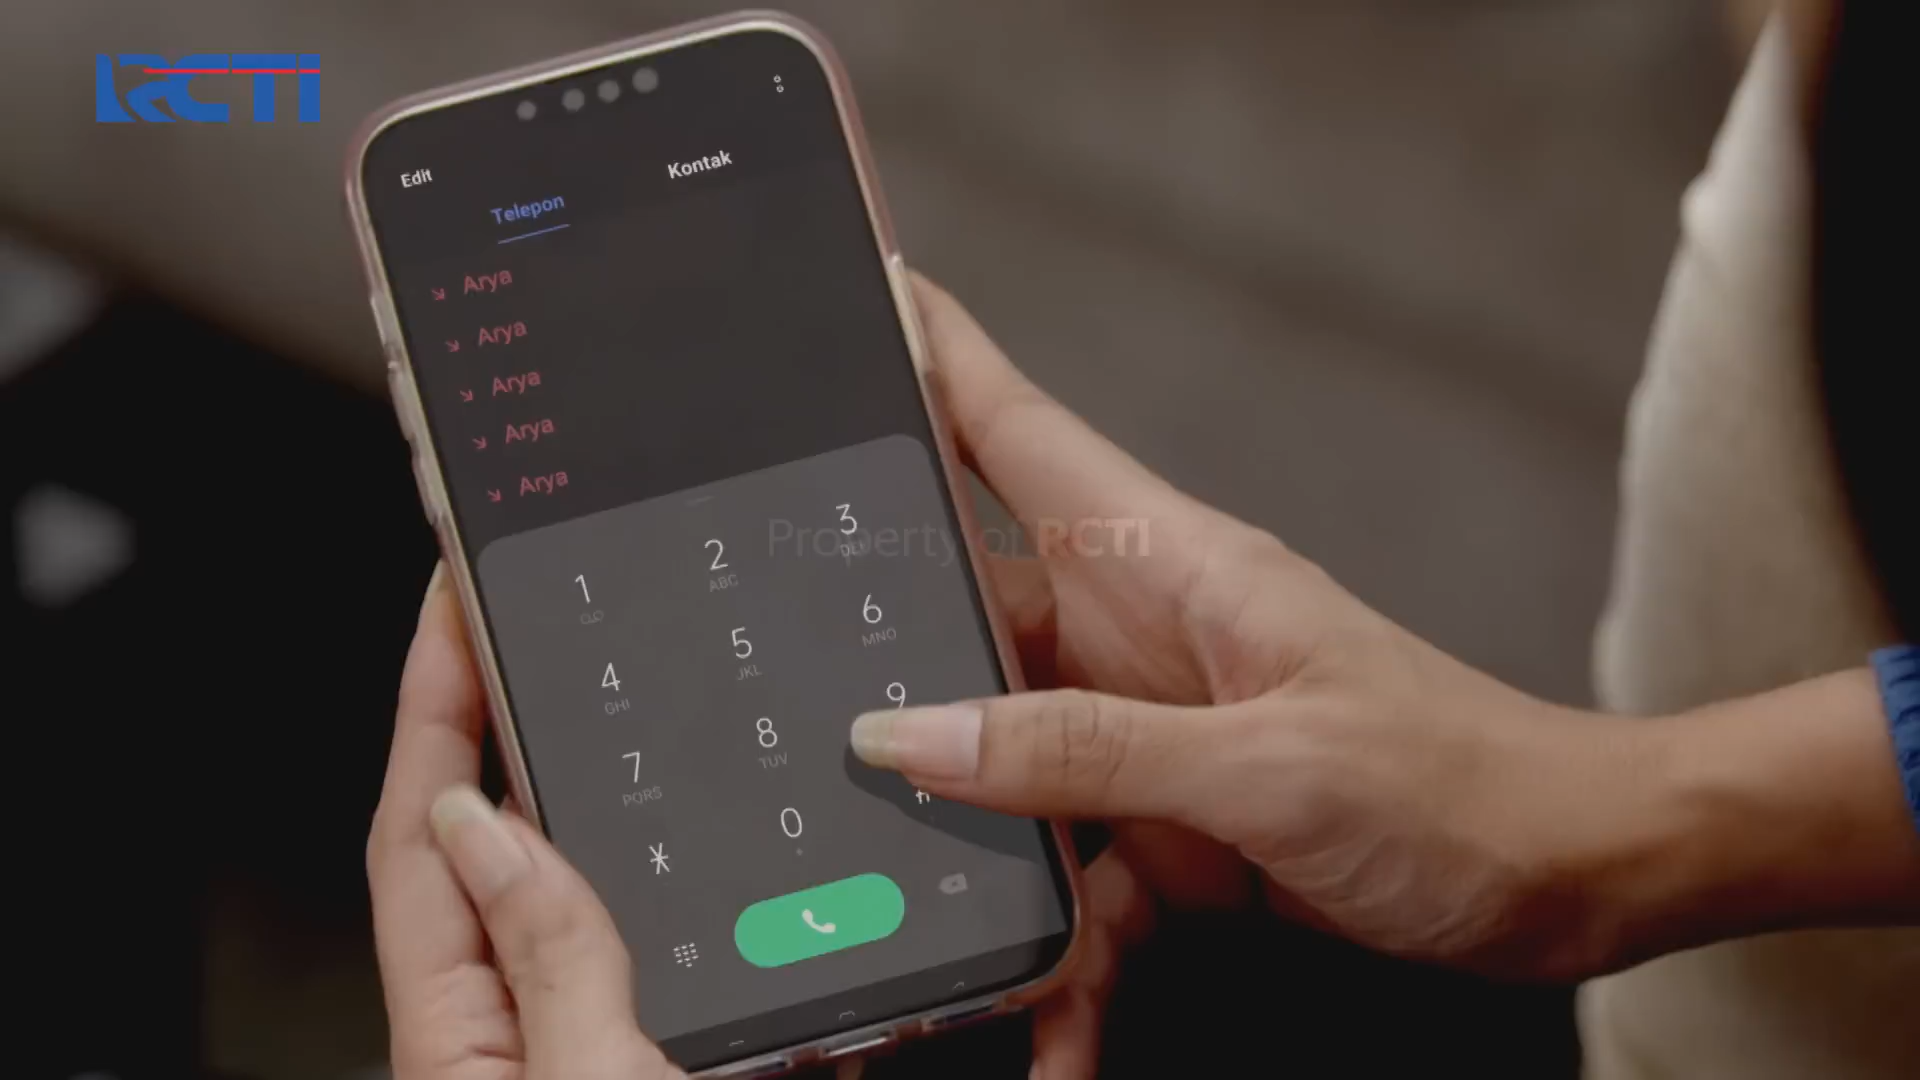 RCTI
Edit
Kontak
Telepon
Arya
Arya
Arya
Arya
Arya
Property of RCTI
1
2 ABC
3
4 GHI
5 JKL
6 MNO
7 PQRS
8 TUV
9
*
0
#